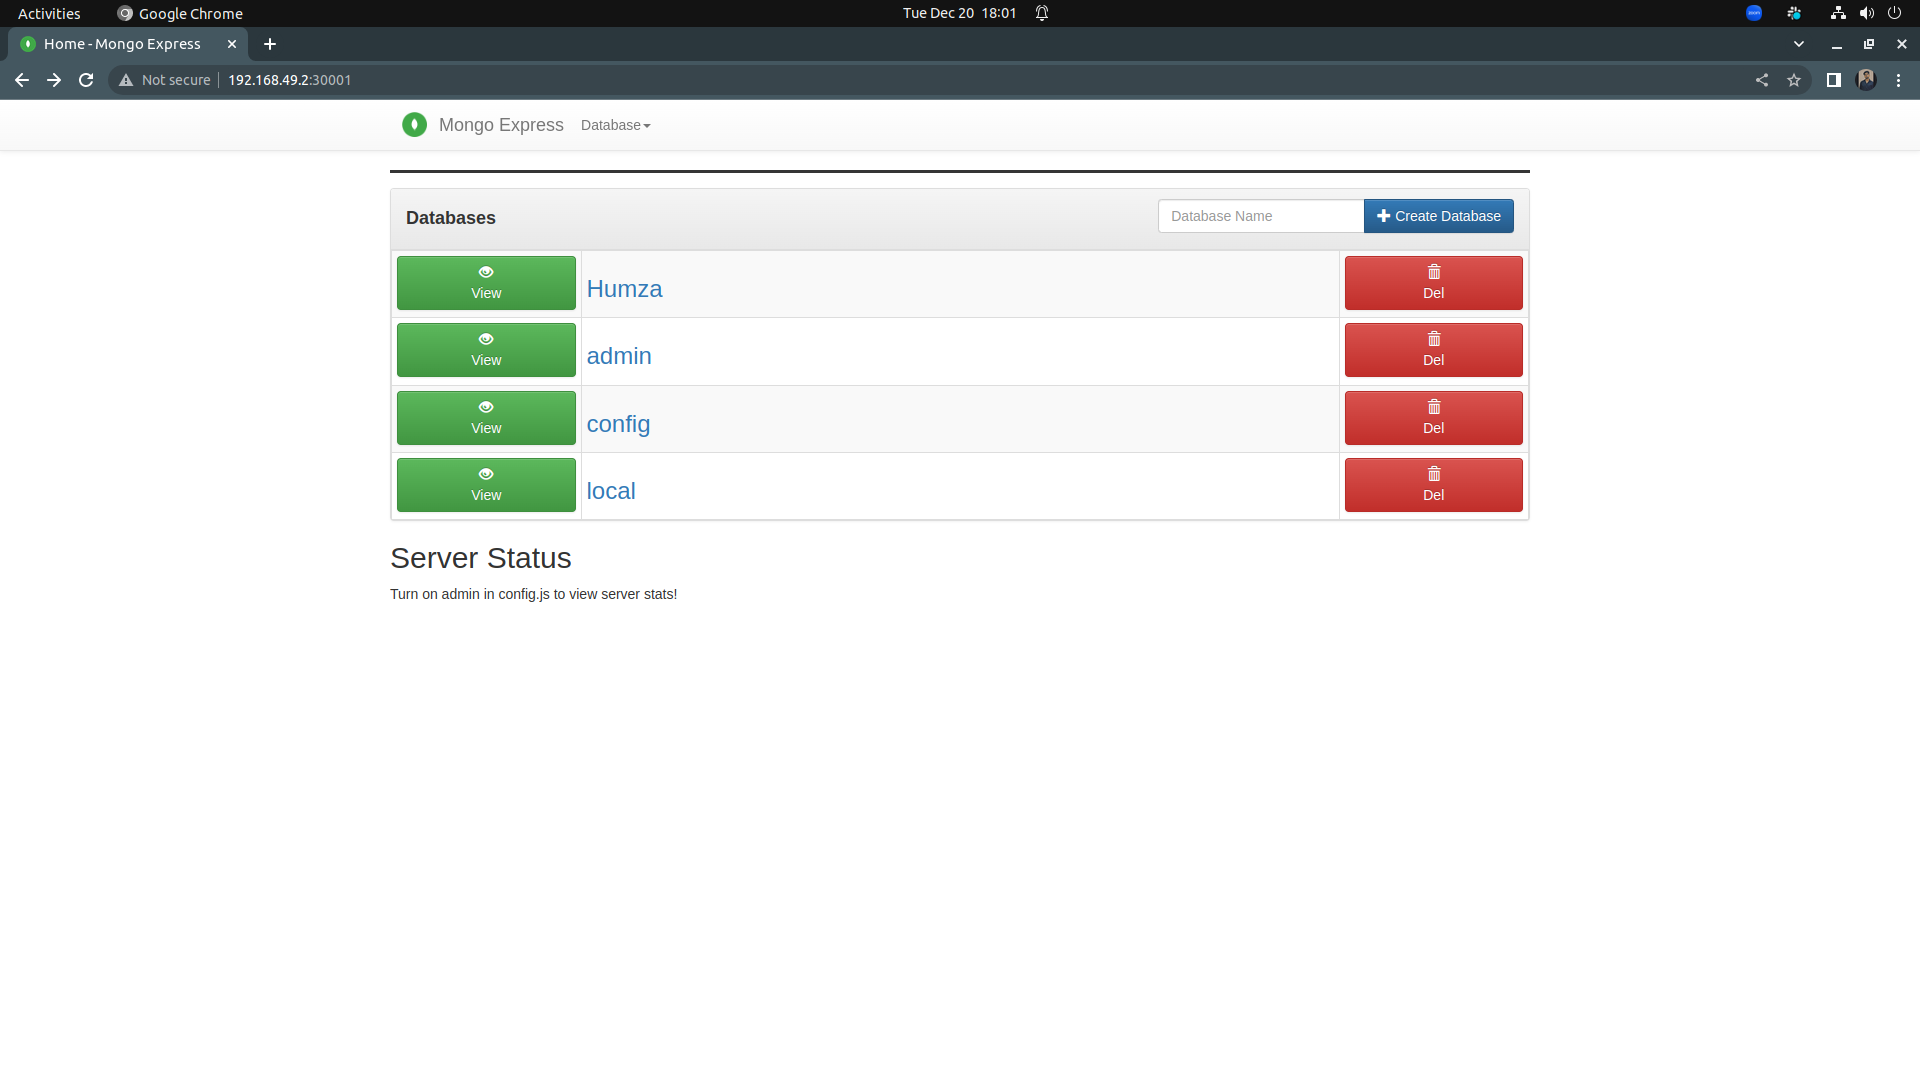 Activities Google Chrome Tue Dec 20 18:01
Home - Mongo Express
Not secure 192.168.49.2:30001
Mongo Express Database
Databases Database Name Create Database
View Humza Del
View admin Del
View config Del
View local Del
Server Status
Turn on admin in config.js to view server stats!